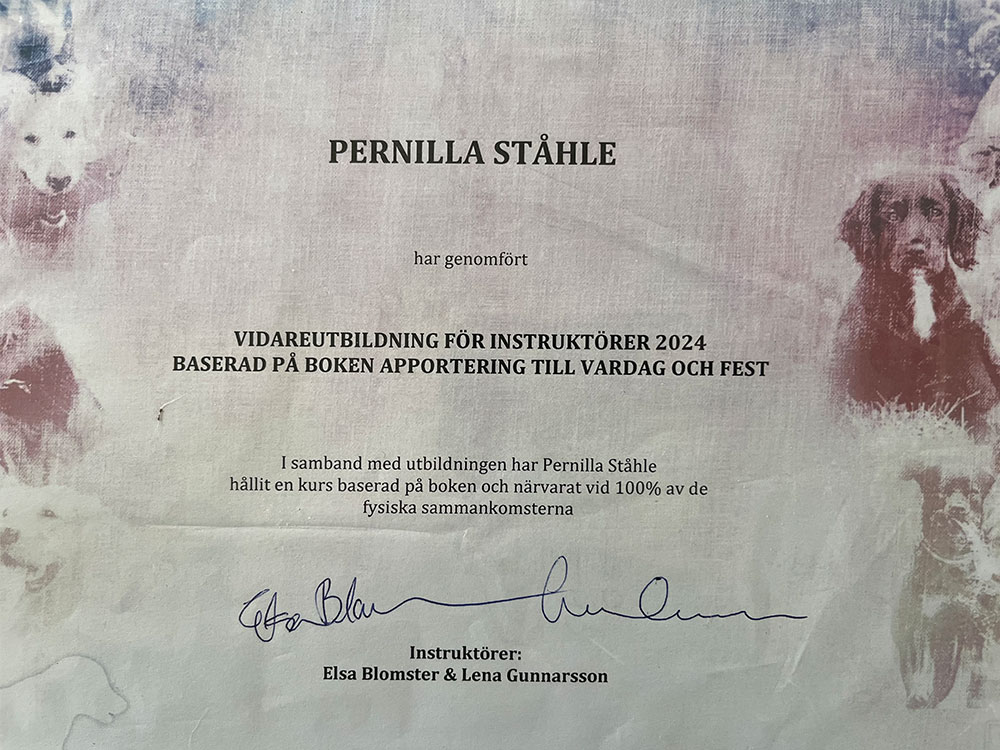 PERNILLA STÅHLE
har genomfört
VIDAREUTBILDNING FÖR INSTRUKTÖRER 2024
BASERAD PÅ BOKEN APPORTERING TILL VARDAG OCH FEST
I samband med utbildningen har Pernilla Ståhle
hållit en kurs baserad på boken och närvarat vid 100% av de
fysiska sammankomsterna
Instruktörer:
Elsa Blomster & Lena Gunnarsson